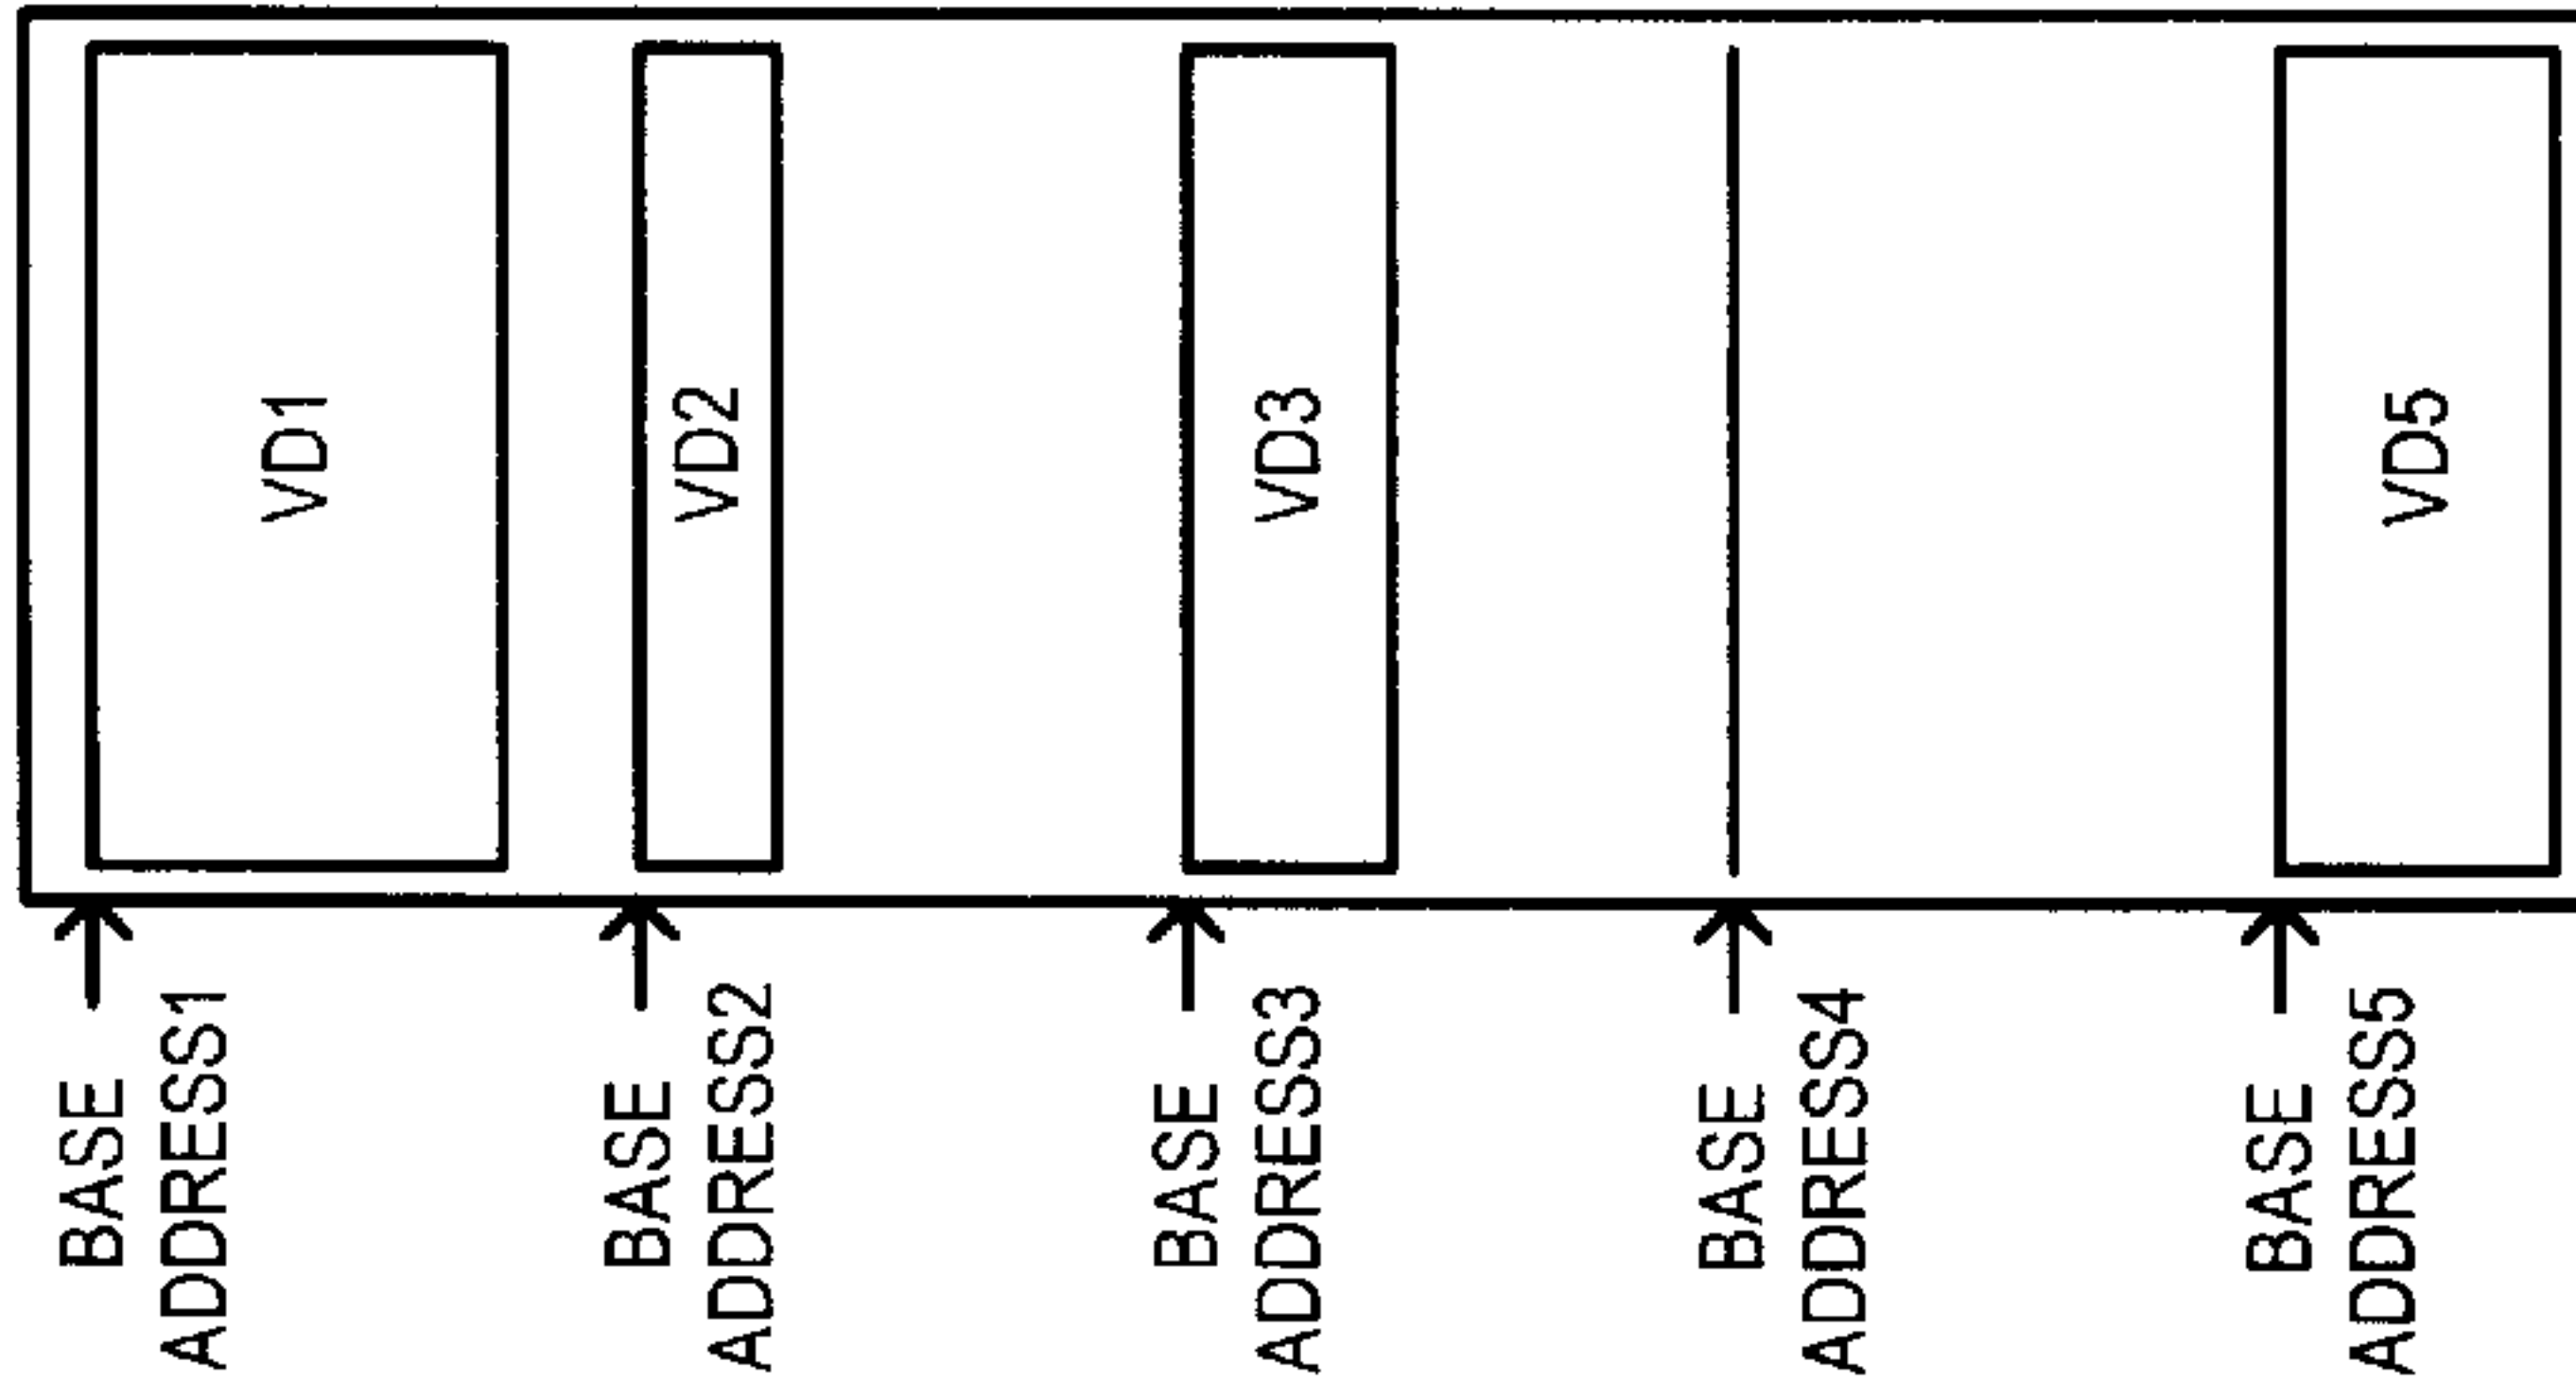 BASE
ADDRESS1
VD1
BASE
ADDRESS2
VD2
BASE
ADDRESS3
VD3
BASE
ADDRESS4
BASE
ADDRESS5
VD5